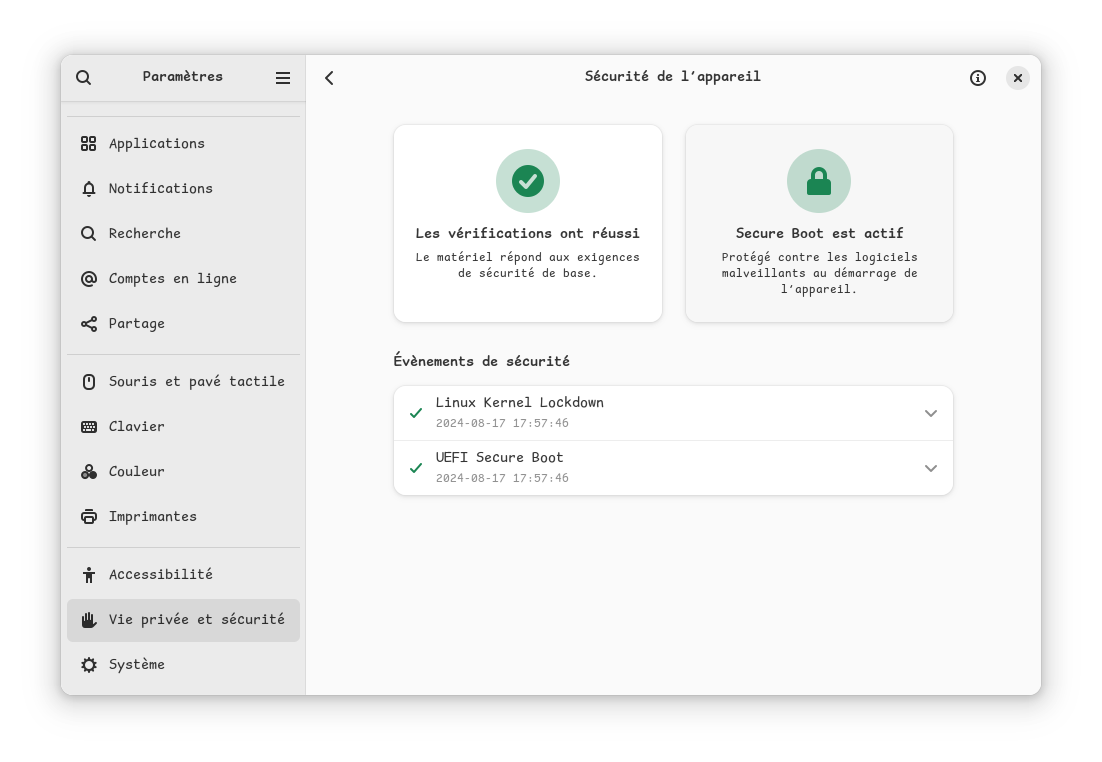 Paramètres
Sécurité de l’appareil
Applications
Notifications
Recherche
Comptes en ligne
Partage
Souris et pavé tactile
Clavier
Couleur
Imprimantes
Accessibilité
Vie privée et sécurité
Système
Les vérifications ont réussi
Le matériel répond aux exigences
de sécurité de base.
Secure Boot est actif
Protégé contre les logiciels
malveillants au démarrage de
l’appareil.
Évènements de sécurité
Linux Kernel Lockdown
2024-08-17 17:57:46
UEFI Secure Boot
2024-08-17 17:57:46